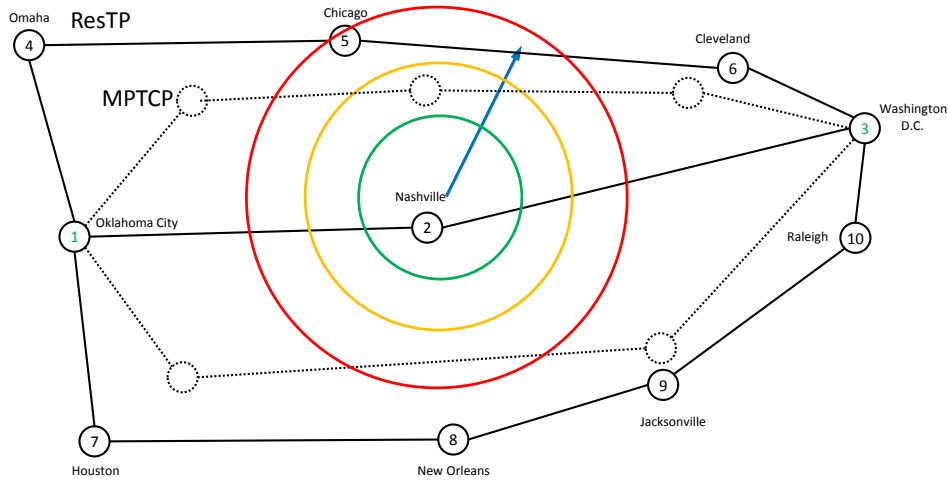 Omaha
ResTP
Chicago
4
5
Cleveland
6
MPTCP
Washington
D.C.
3
Nashville
Oklahoma City
1
2
Raleigh
10
9
Jacksonville
7
8
Houston
New Orleans